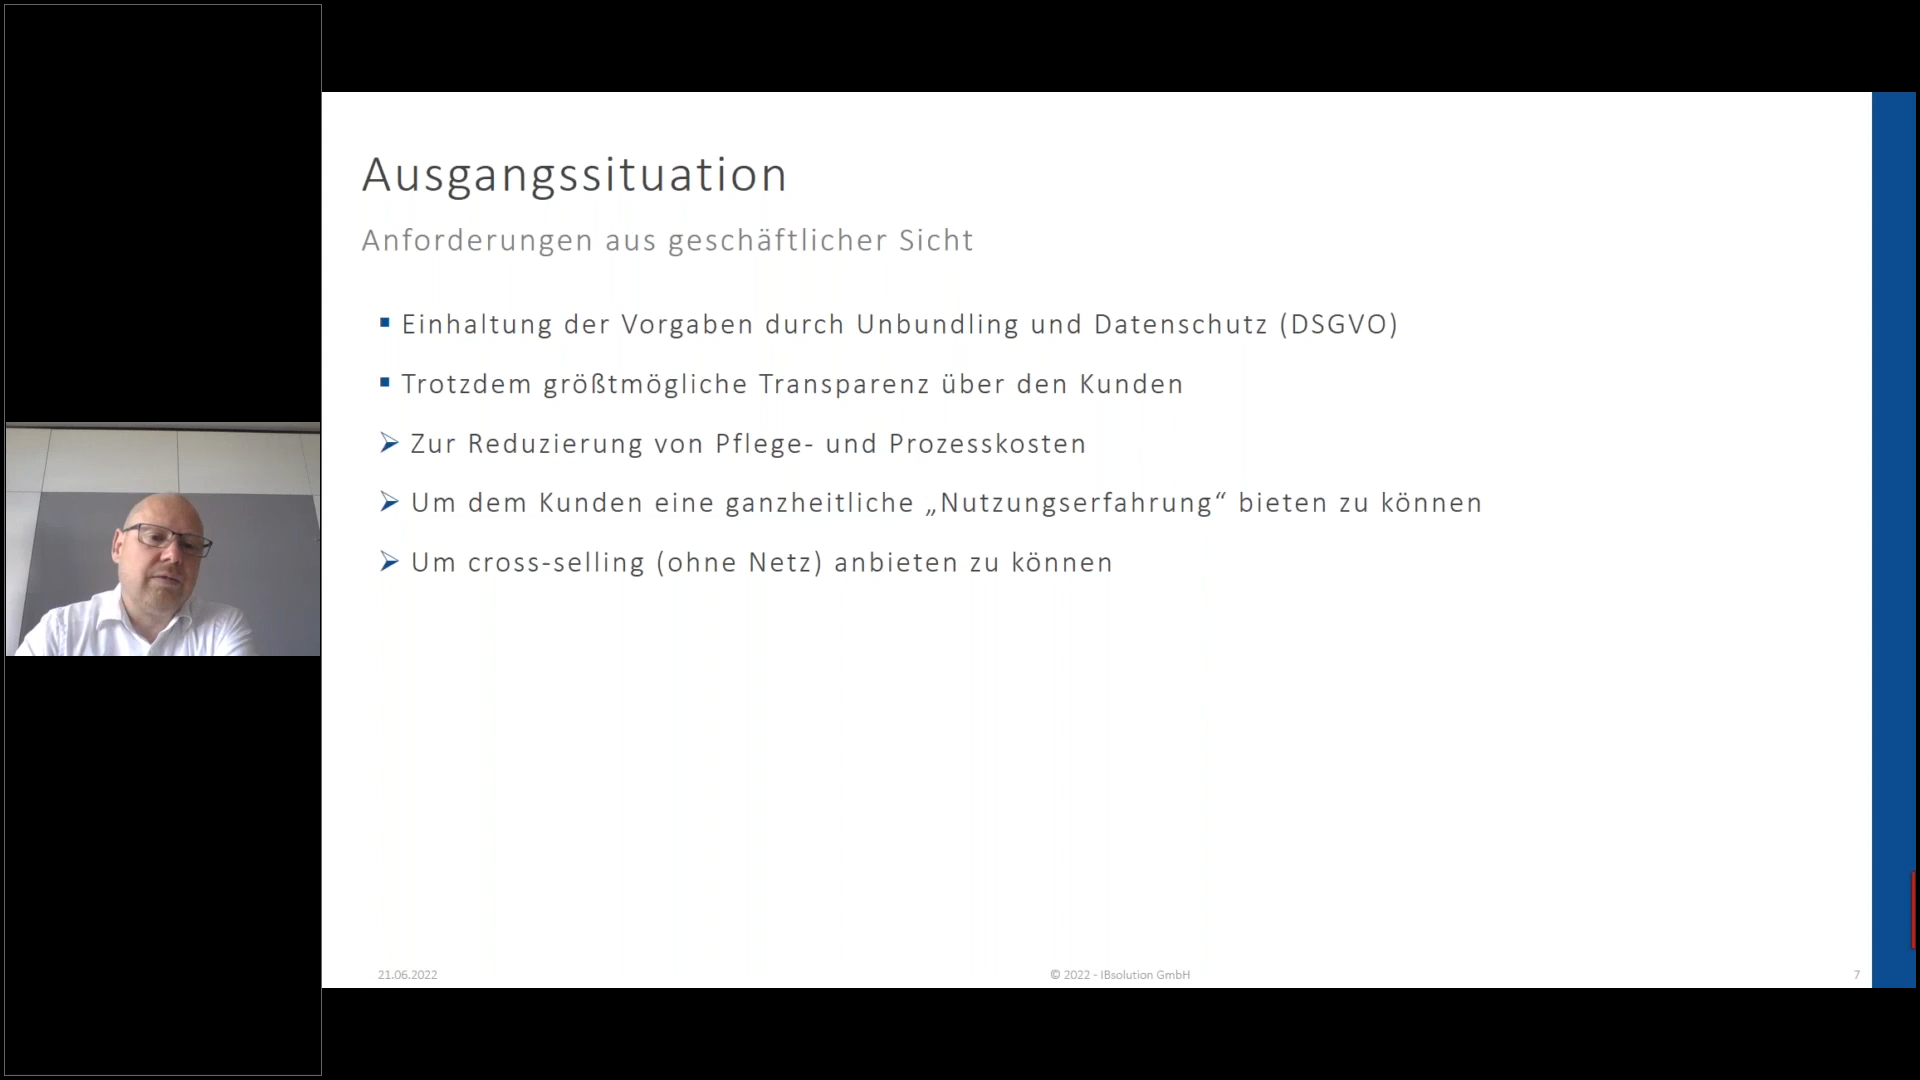 Ausgangssituation
Anforderungen aus geschäftlicher Sicht
▪ Einhaltung der Vorgaben durch Unbundling und Datenschutz (DSGVO)
▪ Trotzdem größtmögliche Transparenz über den Kunden
➢ Zur Reduzierung von Pflege- und Prozesskosten
➢ Um dem Kunden eine ganzheitliche „Nutzungserfahrung“ bieten zu können
➢ Um cross-selling (ohne Netz) anbieten zu können
21.06.2022
© 2022 - IBsolution GmbH
7